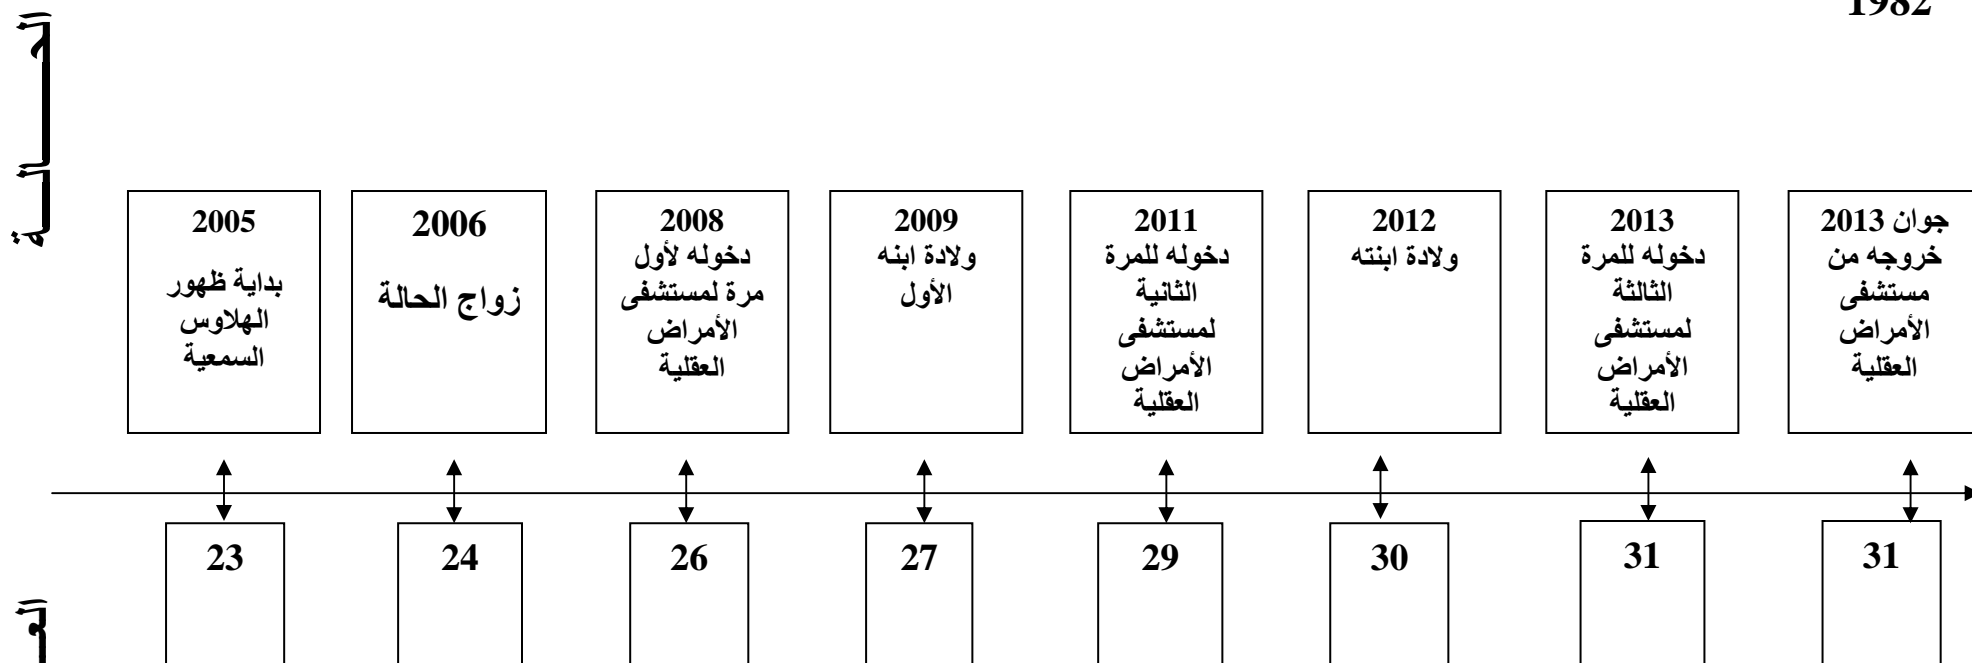 1982
الحـــــالــــة
2005
بداية ظهور
الهلاوس
السمعية
2006
زواج الحالة
2008
دخوله لأول
مرة لمستشفى
الأمراض
العقلية
2009
ولادة ابنه
الأول
2011
دخوله للمرة
الثانية
لمستشفى
الأمراض
العقلية
2012
ولادة ابنته
2013
دخوله للمرة
الثالثة
لمستشفى
الأمراض
العقلية
جوان 2013
خروجه من
مستشفى
الأمراض
العقلية
23
24
26
27
29
30
31
31